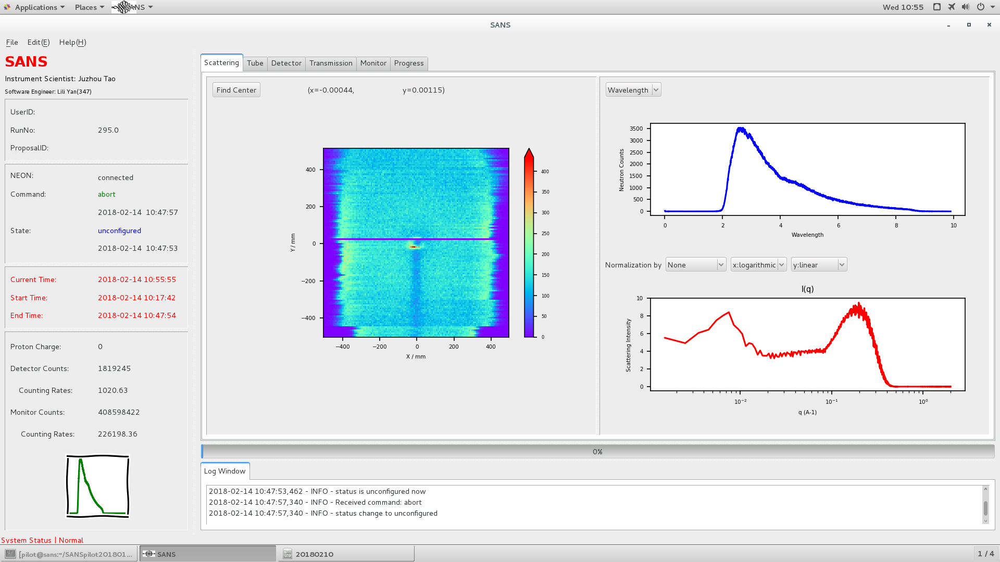 Applications Places SANS Wed 10:55
SANS
File Edit(E) Help(H)
SANS
Instrument Scientist: Juzhou Tao
Software Engineer: Lili Yan(347)
UserID:
RunNo: 295.0
ProposalID:
NEON: connected
Command: abort
2018-02-14 10:47:57
State: unconfigured
2018-02-14 10:47:53
Current Time: 2018-02-14 10:55:55
Start Time: 2018-02-14 10:17:42
End Time: 2018-02-14 10:47:54
Proton Charge: 0
Detector Counts: 1819245
Counting Rates: 1020.63
Monitor Counts: 408598422
Counting Rates: 226198.36
Scattering Tube Detector Transmission Monitor Progress
Find Center (x=-0.00044, y=0.00115)
400
200
0
−200
−400
Y / mm
−400 −200 0 200 400
X / mm
400
350
300
250
200
150
100
50
0
Wavelength
3500
3000
2500
2000
1500
1000
500
0
Neutron Counts
0 2 4 6 8 10
Wavelength
Normalization by None x:logarithmic y:linear
I(q)
10
8
6
4
2
0
Scattering Intensity
10⁻² 10⁻¹ 10⁰
q (A-1)
0%
Log Window
2018-02-14 10:47:53,462 - INFO - status is unconfigured now
2018-02-14 10:47:57,340 - INFO - Received command: abort
2018-02-14 10:47:57,340 - INFO - status change to unconfigured
System Status | Normal
[pilot@sans:~/SANSpilot201801... SANS 20180210 1 / 4